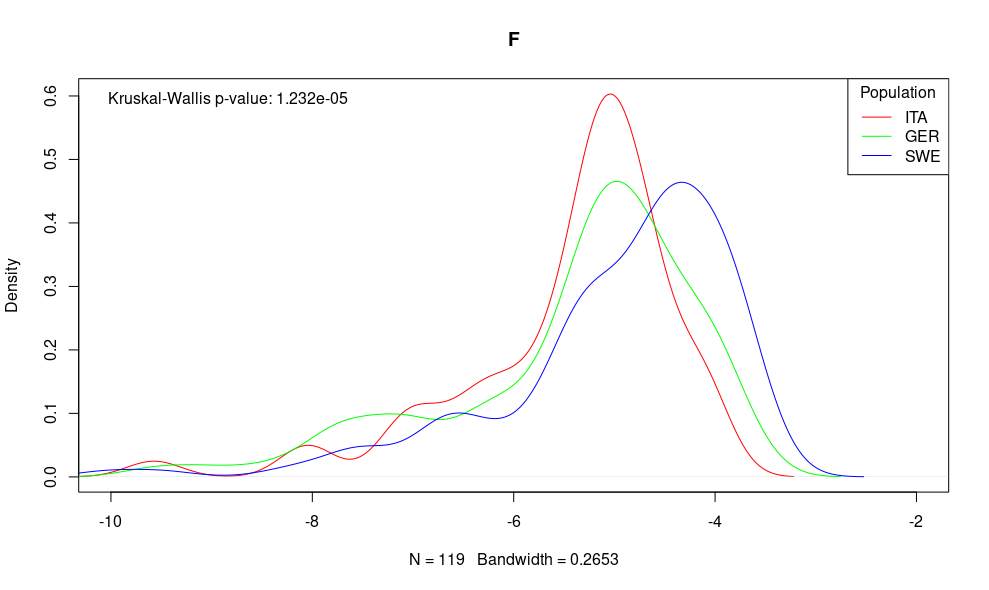 F
Kruskal-Wallis p-value: 1.232e-05
Population
ITA
GER
SWE
Density
0.6
0.5
0.4
0.3
0.2
0.1
0.0
-10 -8 -6 -4 -2
N = 119 Bandwidth = 0.2653